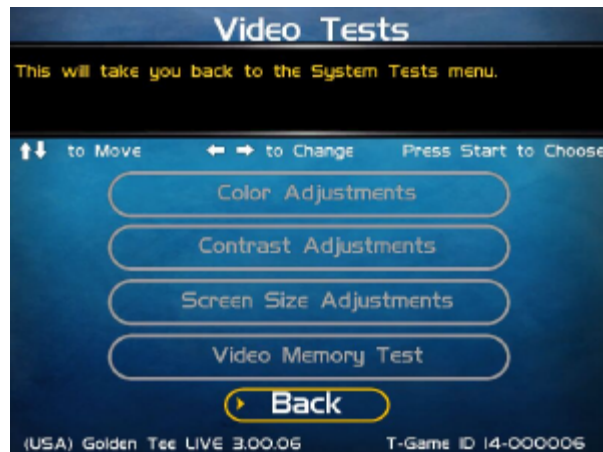 Video Tests
This will take you back to the System Tests menu.
to Move to Change Press Start to Choose
Color Adjustments
Contrast Adjustments
Screen Size Adjustments
Video Memory Test
Back
(USA) Golden Tee LIVE 3.00.06 T-Game ID 14-000006